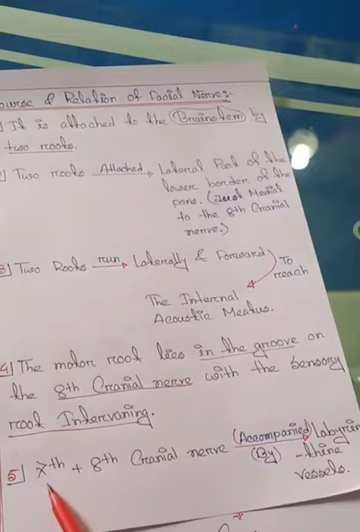 ourse & Relation of Facial Nerve:-
It is attached to the Brainstem by
two roots.
Two Roots Attached Lateral Part of the
lower border of the
pons. (Just Medial
to the 8th Cranial
nerve.)
3] Two Roots run Laterally & Forward To
reach
The Internal
Acoustic Meatus.
4] The motor root lies in the groove on
the 8th Cranial nerve with the sensory
root Intervening.
5] 7th + 8th Cranial nerve (Accompanied By) labyrin
-thine
vessels.